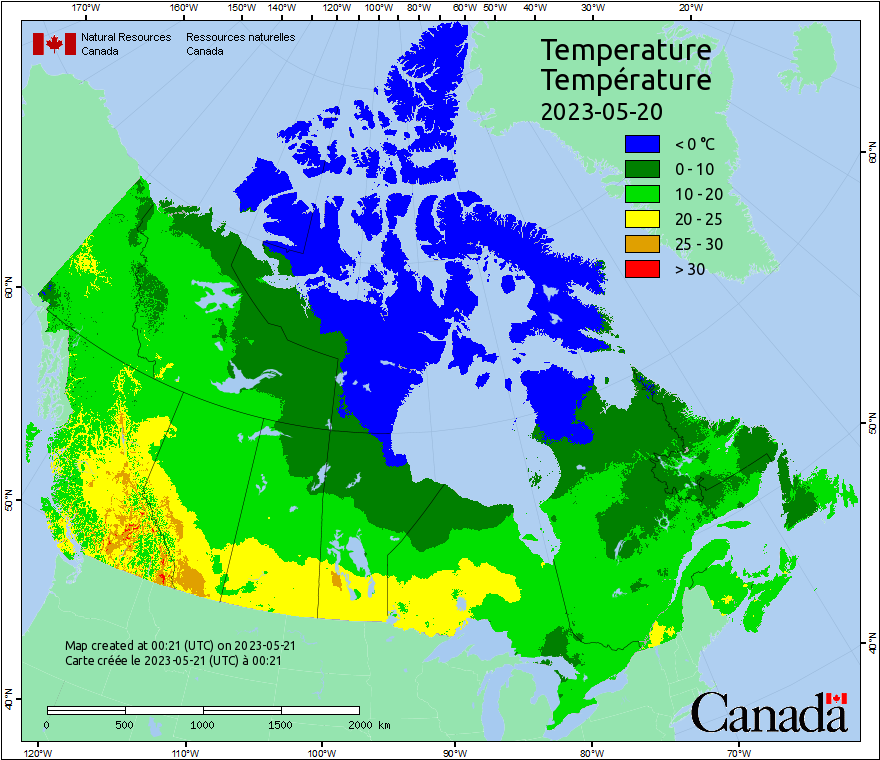 170°W 160°W 150°W 140°W 130°W 120°W 110°W 100°W 90°W 80°W 70°W 60°W 50°W 40°W 30°W 20°W
Natural Resources Ressources naturelles
Canada Canada
Temperature
Température
2023-05-20
< 0 °C
0 - 10
10 - 20
20 - 25
25 - 30
> 30
60°N
60°N
50°N
50°N
40°N
40°N
Map created at 00:21 (UTC) on 2023-05-21
Carte créée le 2023-05-21 (UTC) à 00:21
0 500 1000 1500 2000 km
Canada
120°W 110°W 100°W 90°W 80°W 70°W